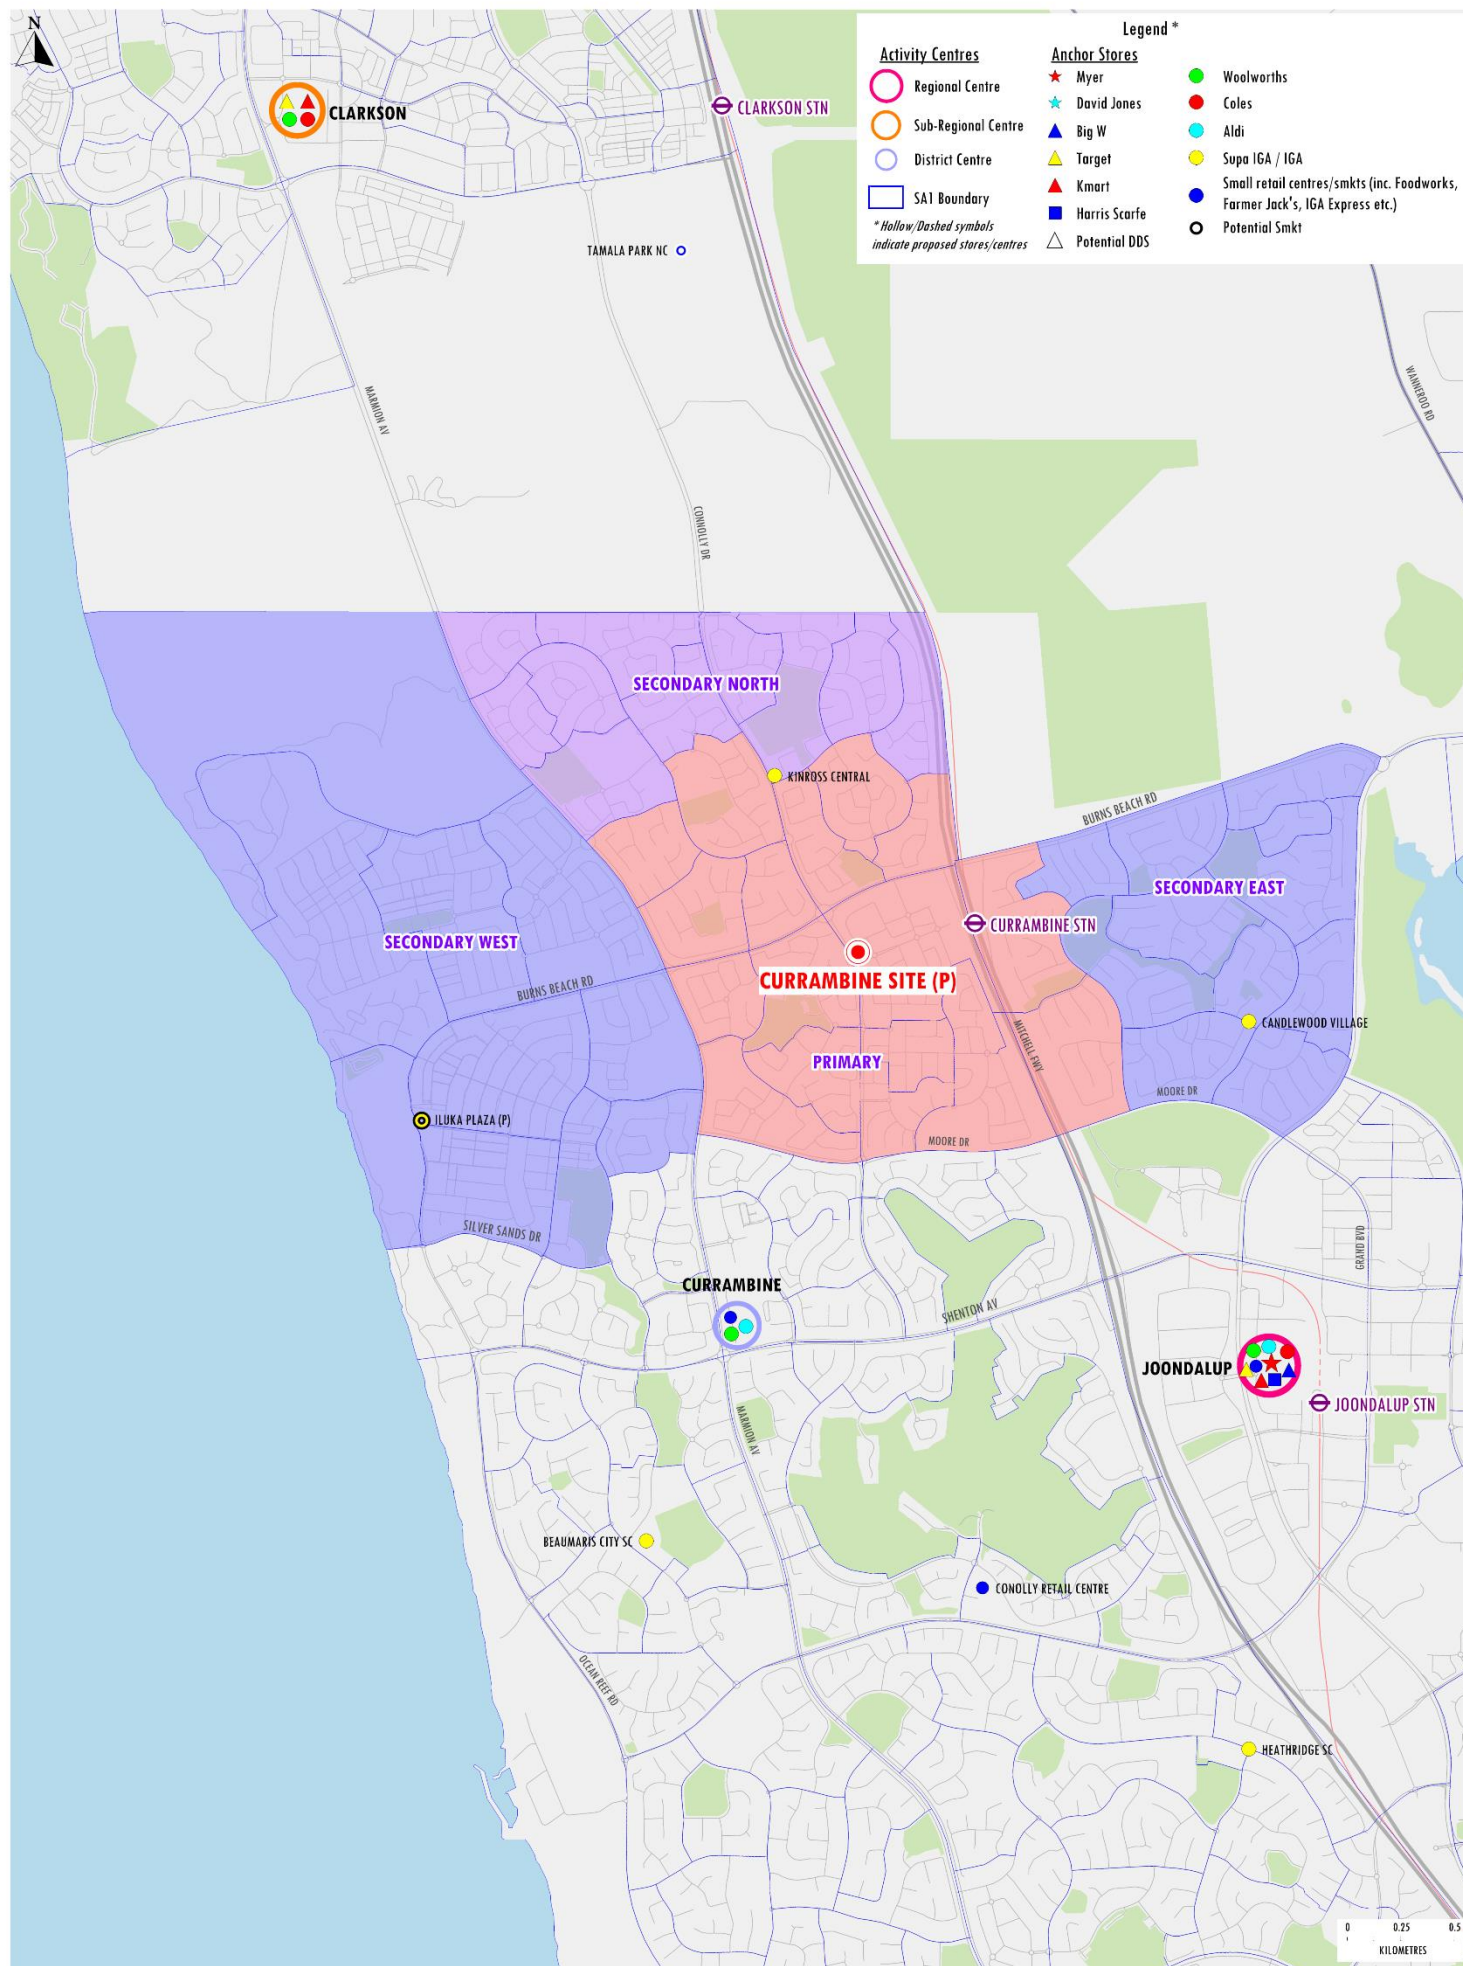 N
Legend *
Activity Centres
Regional Centre
Sub-Regional Centre
District Centre
SA1 Boundary
* Hollow/Dashed symbols
indicate proposed stores/centres
Anchor Stores
Myer
David Jones
Big W
Target
Kmart
Harris Scarfe
Potential DDS
Woolworths
Coles
Aldi
Supa IGA / IGA
Small retail centres/smkts (inc. Foodworks,
Farmer Jack's, IGA Express etc.)
Potential Smkt
CLARKSON
CLARKSON STN
TAMALA PARK NC
MARMION AV
WANNEROO RD
CONNOLLY DR
SECONDARY NORTH
KINROSS CENTRAL
BURNS BEACH RD
SECONDARY EAST
CURRAMBINE STN
SECONDARY WEST
CURRAMBINE SITE (P)
BURNS BEACH RD
CANDLEWOOD VILLAGE
MITCHELL FWY
PRIMARY
MOORE DR
ILUKA PLAZA (P)
MOORE DR
SILVER SANDS DR
GRAND BVD
CURRAMBINE
SHENTON AV
JOONDALUP
JOONDALUP STN
MARMION AV
BEAUMARIS CITY SC
CONOLLY RETAIL CENTRE
OCEAN REEF RD
HEATHRIDGE SC
0 0.25 0.5
KILOMETRES